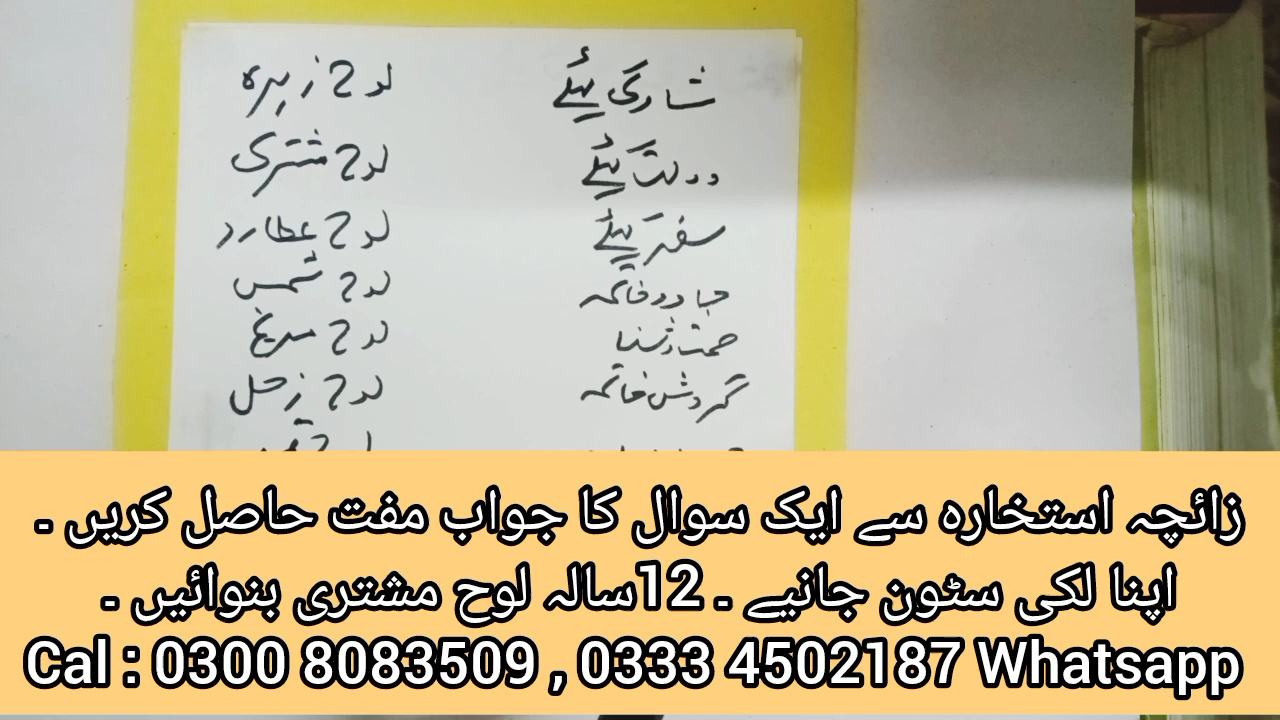 شادی کیلئے لوح زہرہ
دولت کیلئے لوح مشتری
سفر کیلئے لوح عطارد
جادو خاتمہ لوح شمس
لوح مریخ
گردش خاتمہ لوح زحل
زائچہ استخارہ سے ایک سوال کا جواب مفت حاصل کریں ۔
اپنا لکی سٹون جانیے ۔ 12سالہ لوح مشتری بنوائیں ۔
Cal : 0300 8083509 , 0333 4502187 Whatsapp